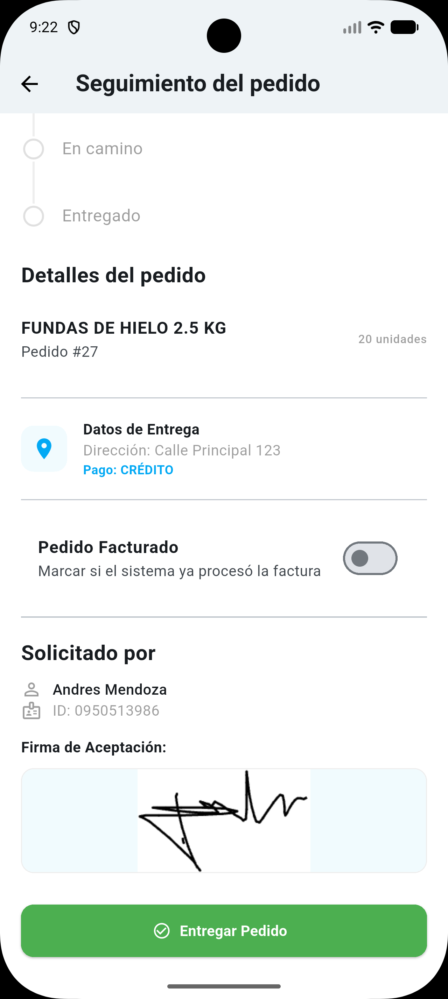 9:22
Seguimiento del pedido
En camino
Entregado
Detalles del pedido
FUNDAS DE HIELO 2.5 KG
Pedido #27
20 unidades
Datos de Entrega
Dirección: Calle Principal 123
Pago: CRÉDITO
Pedido Facturado
Marcar si el sistema ya procesó la factura
Solicitado por
Andres Mendoza
ID: 0950513986
Firma de Aceptación:
Entregar Pedido